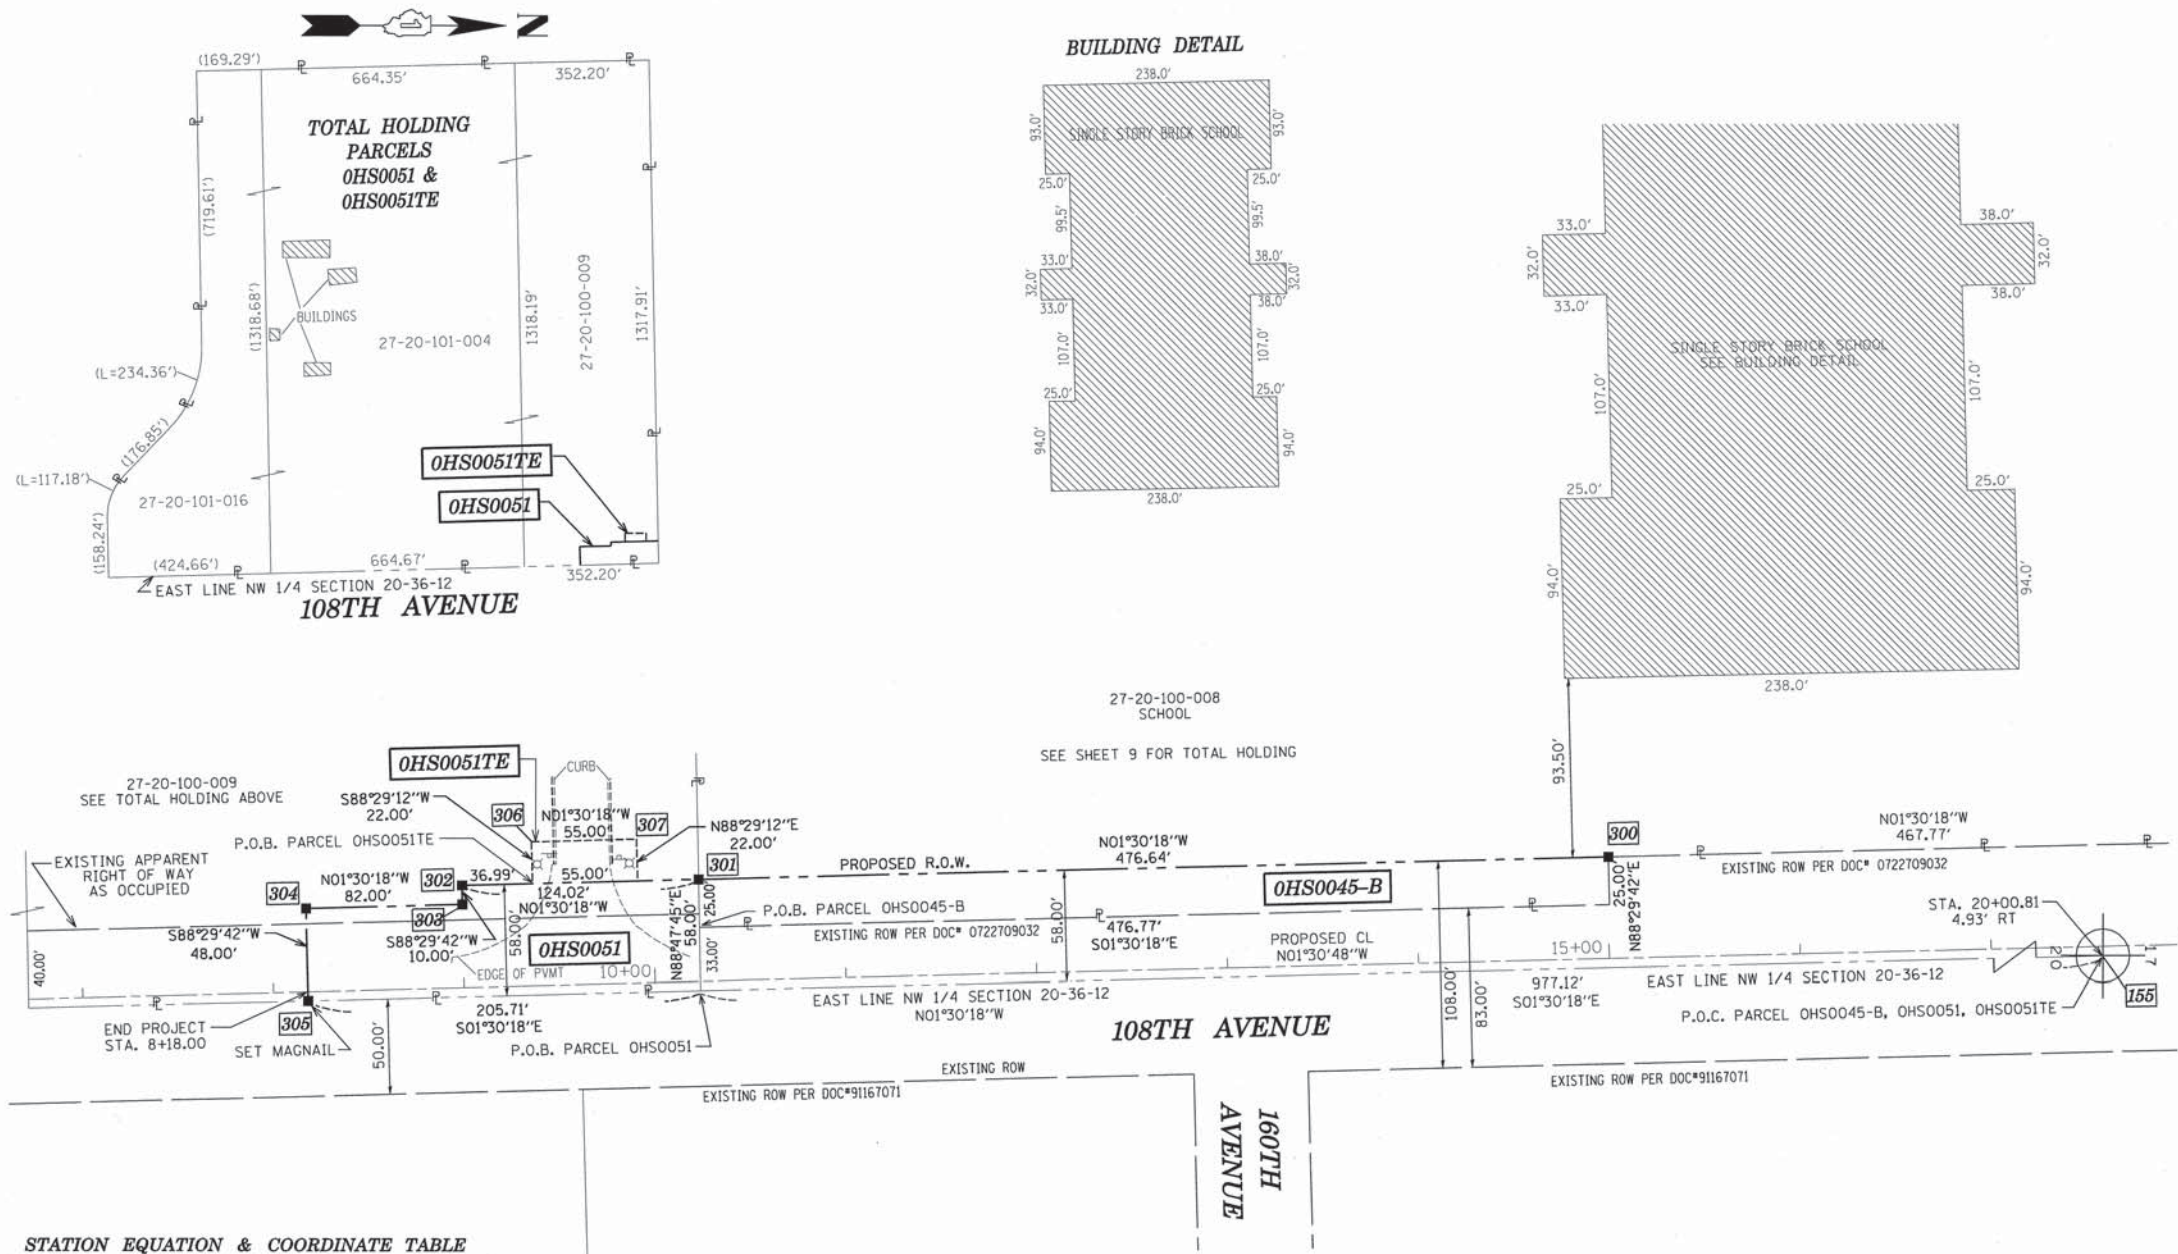 N
(169.29')
664.35'
352.20'
TOTAL HOLDING
PARCELS
0HS0051 &
0HS0051TE
(719.61')
(1318.68')
BUILDINGS
27-20-101-004
1318.19'
27-20-100-009
1317.91'
(L=234.36')
(176.85')
(L=117.18')
27-20-101-016
(158.24')
0HS0051TE
0HS0051
(424.66')
664.67'
352.20'
EAST LINE NW 1/4 SECTION 20-36-12
108TH AVENUE
BUILDING DETAIL
238.0'
93.0'
SINGLE STORY BRICK SCHOOL
93.0'
25.0'
25.0'
99.5'
99.5'
33.0'
38.0'
32.0'
32.0'
33.0'
38.0'
107.0'
107.0'
25.0'
25.0'
94.0'
94.0'
238.0'
33.0'
38.0'
32.0'
32.0'
33.0'
38.0'
SINGLE STORY BRICK SCHOOL
SEE BUILDING DETAIL
107.0'
107.0'
25.0'
25.0'
94.0'
94.0'
238.0'
93.50'
27-20-100-008
SCHOOL
SEE SHEET 9 FOR TOTAL HOLDING
27-20-100-009
SEE TOTAL HOLDING ABOVE
0HS0051TE
CURB
S88°29'12"W
22.00'
306
N01°30'18"W
55.00'
307
N88°29'12"E
22.00'
P.O.B. PARCEL OHS0051TE
EXISTING APPARENT
RIGHT OF WAY
AS OCCUPIED
304
N01°30'18"W
82.00'
302
36.99'
55.00'
301
124.02'
N01°30'18"W
303
S88°29'42"W
48.00'
S88°29'42"W
10.00'
58.00'
0HS0051
EDGE OF PVMT
10+00
40.00'
N88°47'45"E
58.00'
25.00'
33.00'
PROPOSED R.O.W.
N01°30'18"W
476.64'
0HS0045-B
P.O.B. PARCEL OHS0045-B
EXISTING ROW PER DOC# 0722709032
58.00'
476.77'
S01°30'18"E
PROPOSED CL
N01°30'48"W
15+00
300
25.00'
N88°29'42"E
N01°30'18"W
467.77'
EXISTING ROW PER DOC# 0722709032
STA. 20+00.81
4.93' RT
20
17
155
EAST LINE NW 1/4 SECTION 20-36-12
N01°30'18"W
977.12'
S01°30'18"E
EAST LINE NW 1/4 SECTION 20-36-12
P.O.C. PARCEL OHS0045-B, OHS0051, OHS0051TE
END PROJECT
STA. 8+18.00
305
SET MAGNAIL
205.71'
S01°30'18"E
P.O.B. PARCEL OHS0051
50.00'
108TH AVENUE
108.00'
83.00'
EXISTING ROW
EXISTING ROW PER DOC#91167071
EXISTING ROW PER DOC#91167071
160TH
AVENUE
STATION EQUATION & COORDINATE TABLE